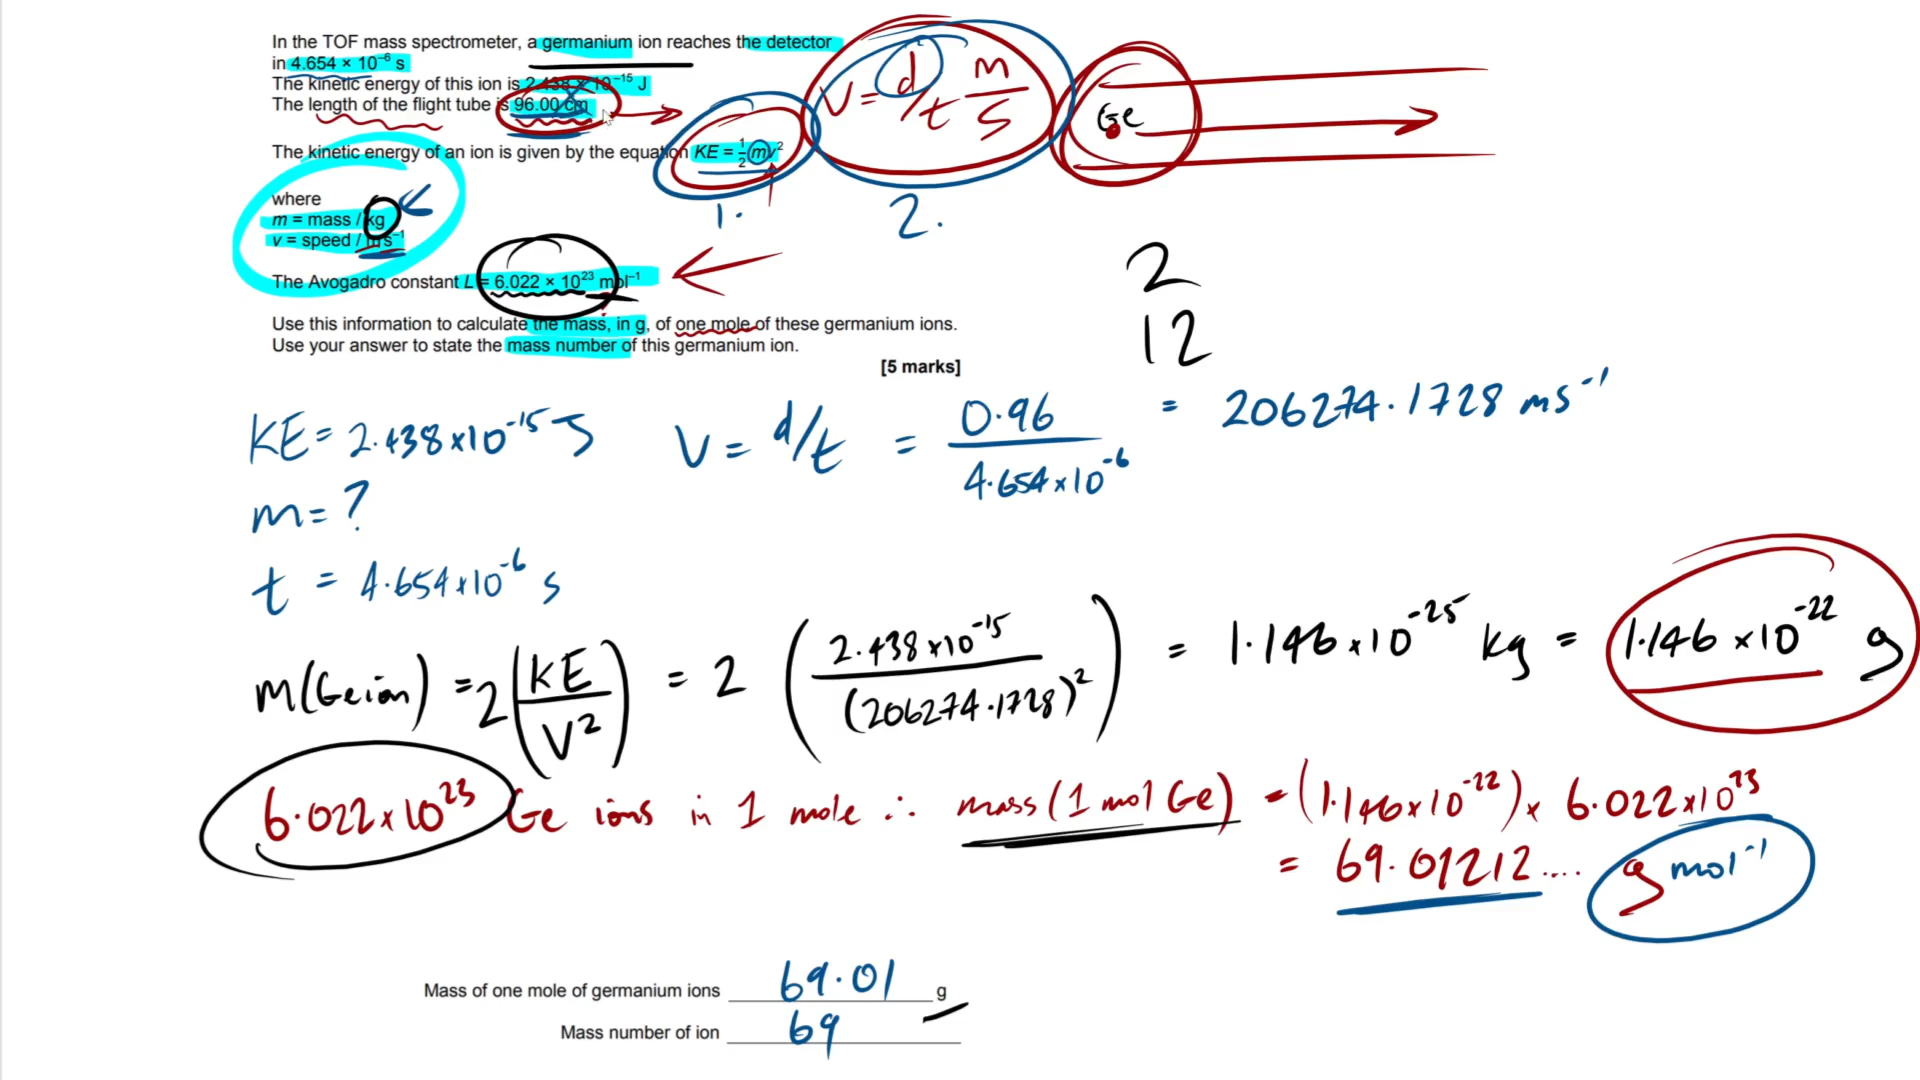 In the TOF mass spectrometer, a germanium ion reaches the detector
in 4.654 × 10⁻⁶ s
The kinetic energy of this ion is 2.438 × 10⁻¹⁵ J
The length of the flight tube is 96.00 cm
V = d/t m/s
Ge
The kinetic energy of an ion is given by the equation KE = ½mv²
1.
2.
where
m = mass / kg
v = speed / m s⁻¹
The Avogadro constant L = 6.022 × 10²³ mol⁻¹
2
12
Use this information to calculate the mass, in g, of one mole of these germanium ions.
Use your answer to state the mass number of this germanium ion.
[5 marks]
KE = 2.438×10⁻¹⁵ J
V = d/t = 0.96 / 4.654×10⁻⁶ = 206274.1728 ms⁻¹
m = ?
t = 4.654×10⁻⁶ s
m(Ge ion) = 2(KE/V²) = 2(2.438×10⁻¹⁵/(206274.1728)²) = 1.146×10⁻²⁵ kg = 1.146×10⁻²² g
6.022×10²³ Ge ions in 1 mole ∴ mass (1 mol Ge) = (1.146×10⁻²²) × 6.022×10²³
= 69.01212.... g mol⁻¹
Mass of one mole of germanium ions 69.01 g
Mass number of ion 69